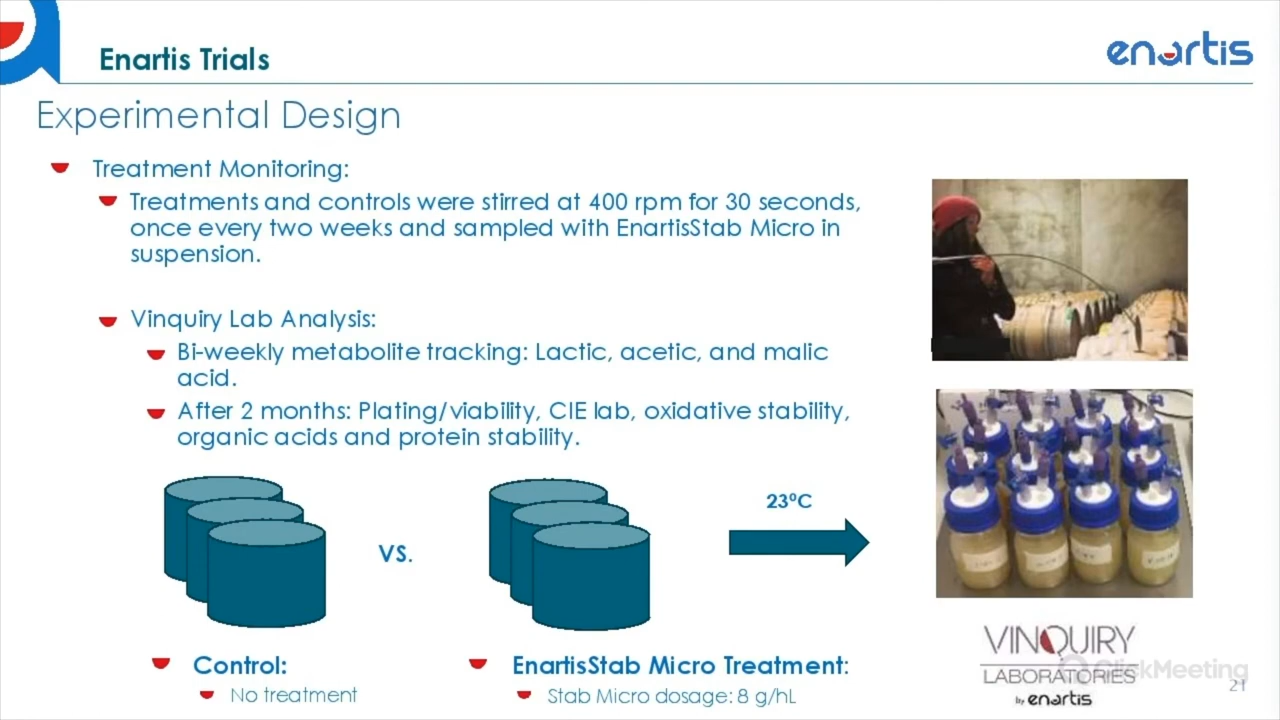 Enartis Trials
enartis
Experimental Design
Treatment Monitoring:
Treatments and controls were stirred at 400 rpm for 30 seconds,
once every two weeks and sampled with EnartisStab Micro in
suspension.
Vinquiry Lab Analysis:
Bi-weekly metabolite tracking: Lactic, acetic, and malic
acid.
After 2 months: Plating/viability, CIE lab, oxidative stability,
organic acids and protein stability.
23ºC
VS.
Control:
No treatment
EnartisStab Micro Treatment:
Stab Micro dosage: 8 g/hL
VINQUIRY
LABORATORIES
by enartis
ClickMeeting
21